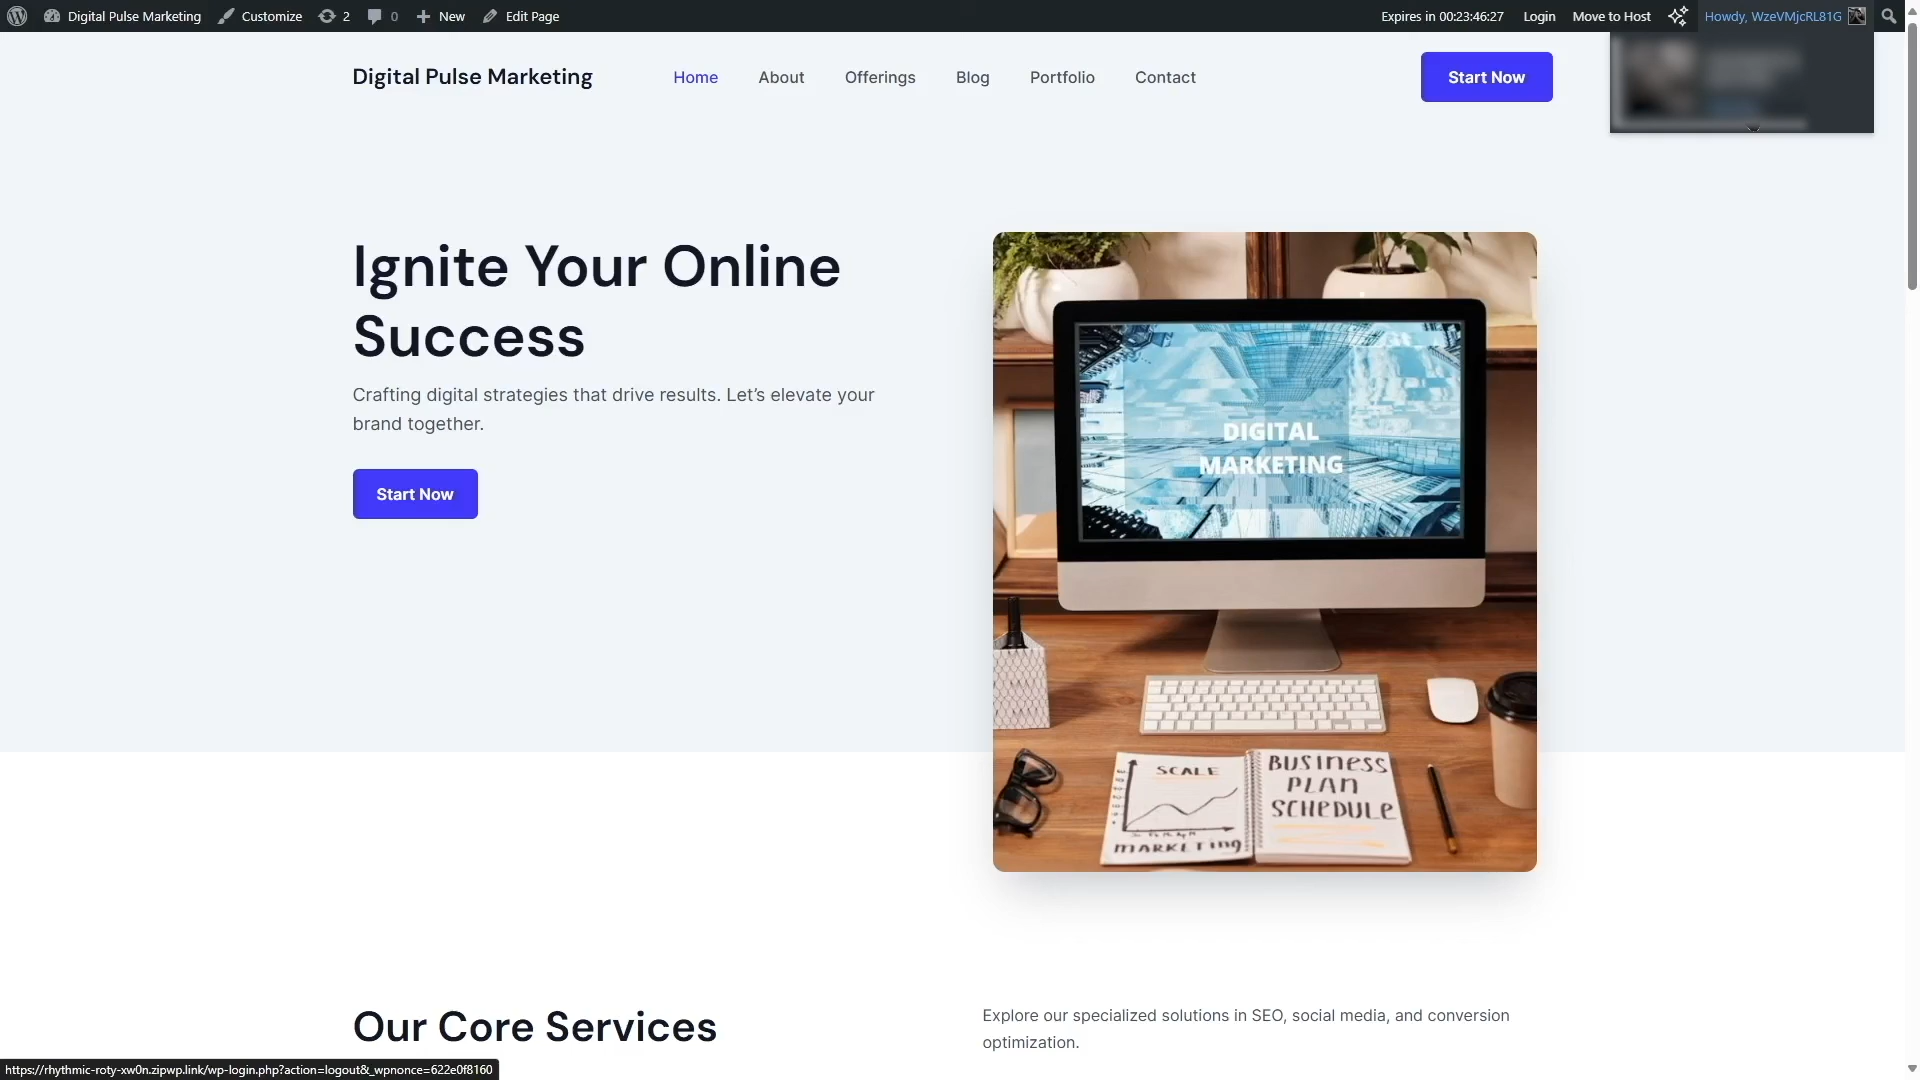 Digital Pulse Marketing Customize 2 0 New Edit Page Expires in 00:23:46:27 Login Move to Host Howdy, WzeVMjcRL81G
Digital Pulse Marketing Home About Offerings Blog Portfolio Contact Start Now
Ignite Your Online
Success
Crafting digital strategies that drive results. Let’s elevate your
brand together.
Start Now
DIGITAL
MARKETING
SCALE
MARKETING
BUSINESS
PLAN
SCHEDULE
Our Core Services
Explore our specialized solutions in SEO, social media, and conversion
optimization.
https://rhythmic-roty-xw0n.zipwp.link/wp-login.php?action=logout&_wpnonce=622e0f8160